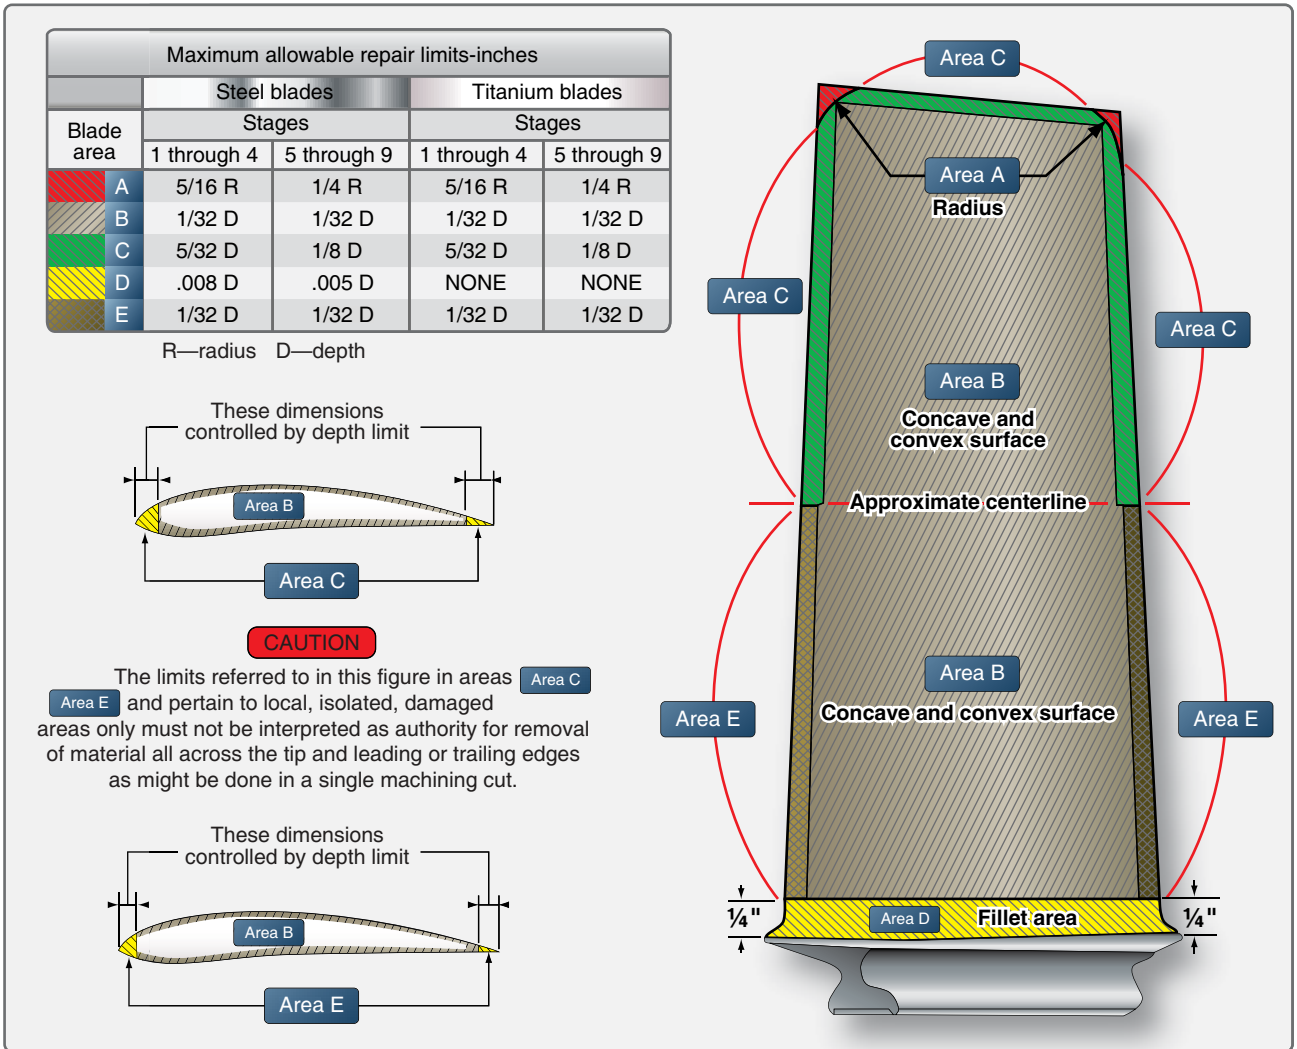 Maximum allowable repair limits-inches
Steel blades Titanium blades
Blade area Stages Stages
1 through 4 5 through 9 1 through 4 5 through 9
A 5/16 R 1/4 R 5/16 R 1/4 R
B 1/32 D 1/32 D 1/32 D 1/32 D
C 5/32 D 1/8 D 5/32 D 1/8 D
D .008 D .005 D NONE NONE
E 1/32 D 1/32 D 1/32 D 1/32 D
R—radius D—depth
These dimensions
controlled by depth limit
Area B
Area C
CAUTION
The limits referred to in this figure in areas Area C
Area E and pertain to local, isolated, damaged
areas only must not be interpreted as authority for removal
of material all across the tip and leading or trailing edges
as might be done in a single machining cut.
These dimensions
controlled by depth limit
Area B
Area E
Area C
Area A
Radius
Area C
Area C
Area B
Concave and
convex surface
Approximate centerline
Area B
Concave and convex surface
Area E
Area E
1/4"
Area D Fillet area
1/4"